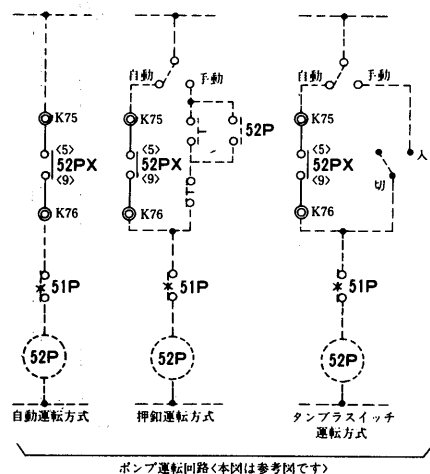 自動 手動
K75
<5>
52PX
<9>
K76
51P
52P
自動運転方式
自動 手動
K75
<5>
52PX
<9>
K76
52P
51P
52P
押釦運転方式
自動 手動
K75
<5>
52PX
<9>
K76
入
切
51P
52P
タンブラスイッチ
運転方式
ポンプ運転回路<本図は参考図です>